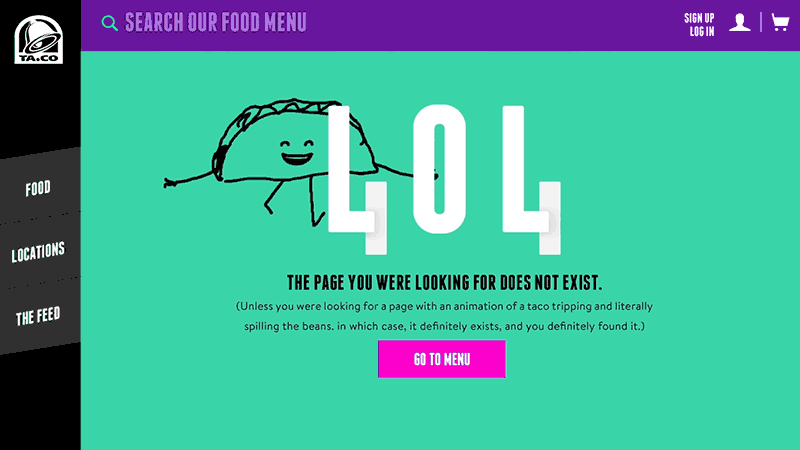 TA.CO
SEARCH OUR FOOD MENU
SIGN UP
LOG IN
FOOD
LOCATIONS
THE FEED
LOL
THE PAGE YOU WERE LOOKING FOR DOES NOT EXIST.
(Unless you were looking for a page with an animation of a taco tripping and literally
spilling the beans. in which case, it definitely exists, and you definitely found it.)
GO TO MENU